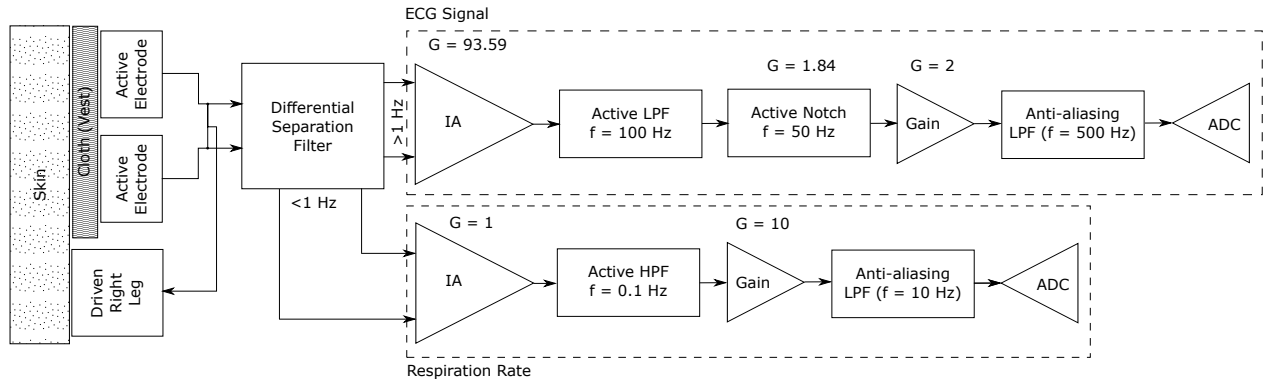 ECG Signal
Skin
Cloth (Vest)
Active
Electrode
Active
Electrode
Driven
Right
Leg
Differential
Separation
Filter
>1 Hz
<1 Hz
G = 93.59
IA
Active LPF
f = 100 Hz
G = 1.84
Active Notch
f = 50 Hz
G = 2
Gain
Anti-aliasing
LPF (f = 500 Hz)
ADC
G = 1
IA
Active HPF
f = 0.1 Hz
G = 10
Gain
Anti-aliasing
LPF (f = 10 Hz)
ADC
Respiration Rate